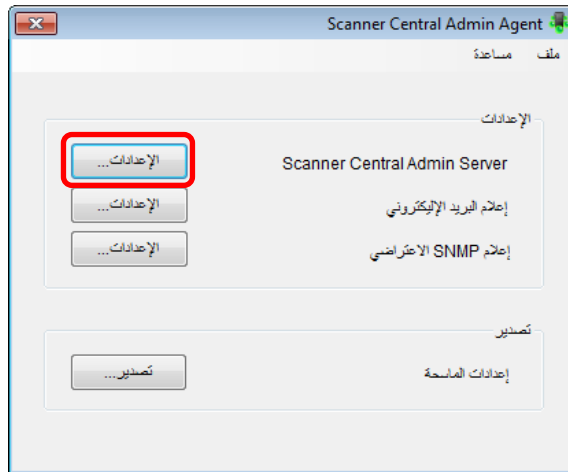 Scanner Central Admin Agent
ملف مساعدة
الإعدادات
Scanner Central Admin Server الإعدادات...
إعلام البريد الإليكتروني الإعدادات...
إعلام SNMP الاعتراضي الإعدادات...
تصدير
إعدادات الماسحة تصدير...